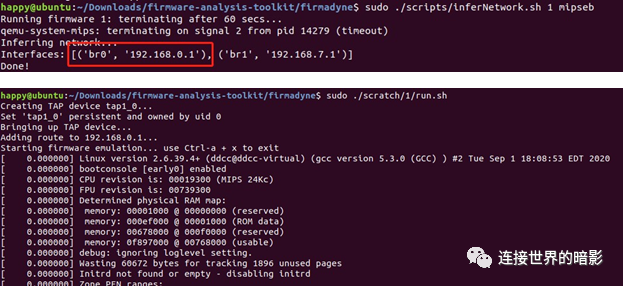 happy@ubuntu:~/Downloads/firmware-analysis-toolkit/firmadyne$ sudo ./scripts/inferNetwork.sh 1 mipseb
Running firmware 1: terminating after 60 secs...
qemu-system-mips: terminating on signal 2 from pid 14279 (timeout)
Inferring network...
Interfaces: [('br0', '192.168.0.1'), ('br1', '192.168.7.1')]
Done!
happy@ubuntu:~/Downloads/firmware-analysis-toolkit/firmadyne$ sudo ./scratch/1/run.sh
Creating TAP device tap1_0...
Set 'tap1_0' persistent and owned by uid 0
Bringing up TAP device...
Adding route to 192.168.0.1...
Starting firmware emulation... use Ctrl-a + x to exit
[    0.000000] Linux version 2.6.39.4+ (ddcc@ddcc-virtual) (gcc version 5.3.0 (GCC) ) #2 Tue Sep 1 18:08:53 EDT 2020
[    0.000000] bootconsole [early0] enabled
[    0.000000] CPU revision is: 00019300 (MIPS 24Kc)
[    0.000000] FPU revision is: 00739300
[    0.000000] Determined physical RAM map:
[    0.000000]  memory: 00001000 @ 00000000 (reserved)
[    0.000000]  memory: 000ef000 @ 00001000 (ROM data)
[    0.000000]  memory: 00678000 @ 000f0000 (reserved)
[    0.000000]  memory: 0f897000 @ 00768000 (usable)
[    0.000000] debug: ignoring loglevel setting.
[    0.000000] Wasting 60672 bytes for tracking 1896 unused pages
[    0.000000] Initrd not found or empty - disabling initrd
[    0.000000] Zone PFN ranges:
连接世界的暗影